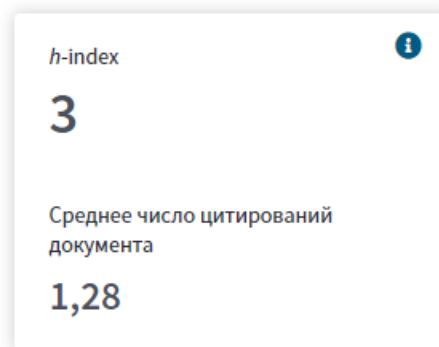 h-index
3
Среднее число цитирований
документа
1,28